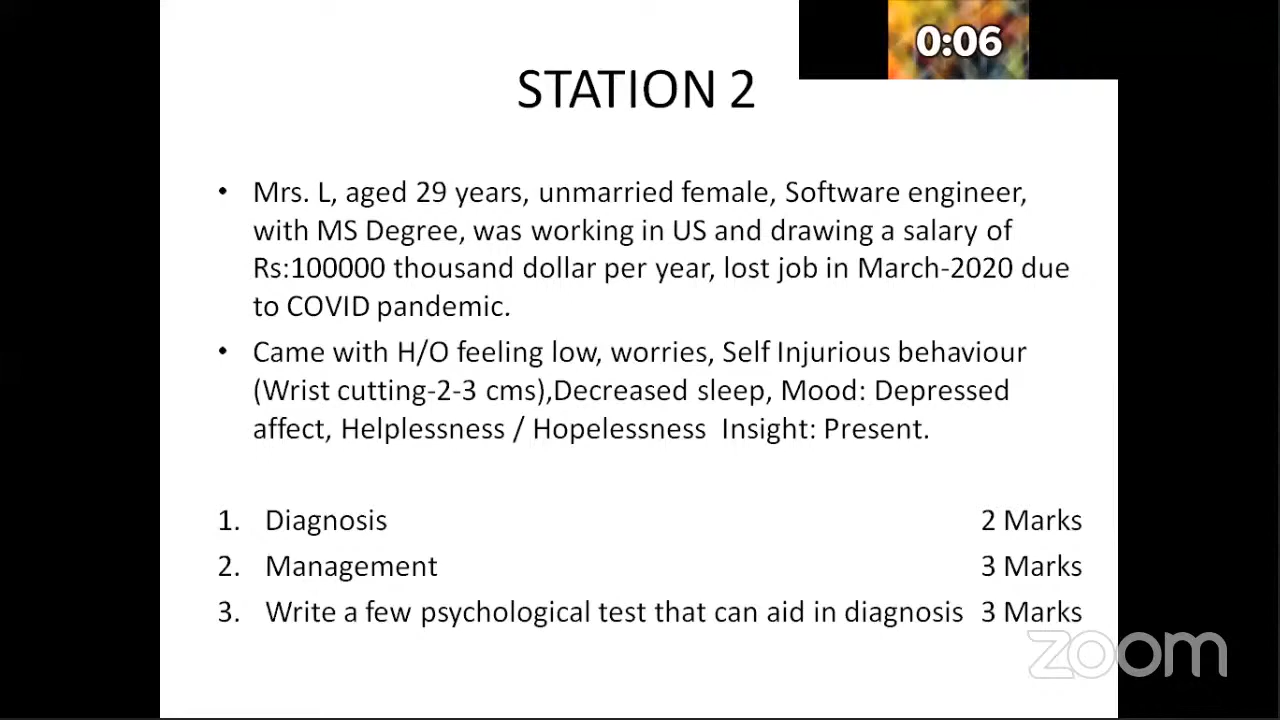 0:06
STATION 2
• Mrs. L, aged 29 years, unmarried female, Software engineer,
with MS Degree, was working in US and drawing a salary of
Rs:100000 thousand dollar per year, lost job in March-2020 due
to COVID pandemic.
• Came with H/O feeling low, worries, Self Injurious behaviour
(Wrist cutting-2-3 cms),Decreased sleep, Mood: Depressed
affect, Helplessness / Hopelessness  Insight: Present.
1. Diagnosis 2 Marks
2. Management 3 Marks
3. Write a few psychological test that can aid in diagnosis 3 Marks
zoom